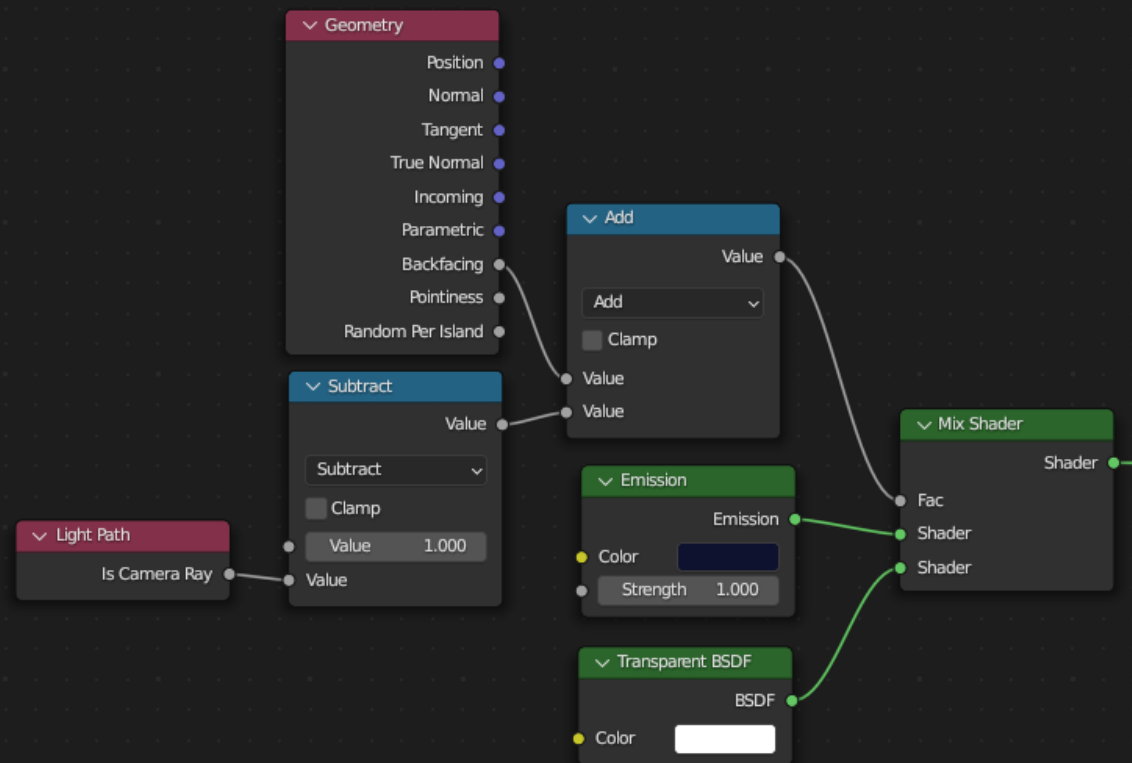 Geometry
Position
Normal
Tangent
True Normal
Incoming
Parametric
Backfacing
Pointiness
Random Per Island
Subtract
Value
Subtract
Clamp
Value 1.000
Value
Light Path
Is Camera Ray
Add
Value
Add
Clamp
Value
Value
Emission
Emission
Color
Strength 1.000
Transparent BSDF
BSDF
Color
Mix Shader
Shader
Fac
Shader
Shader